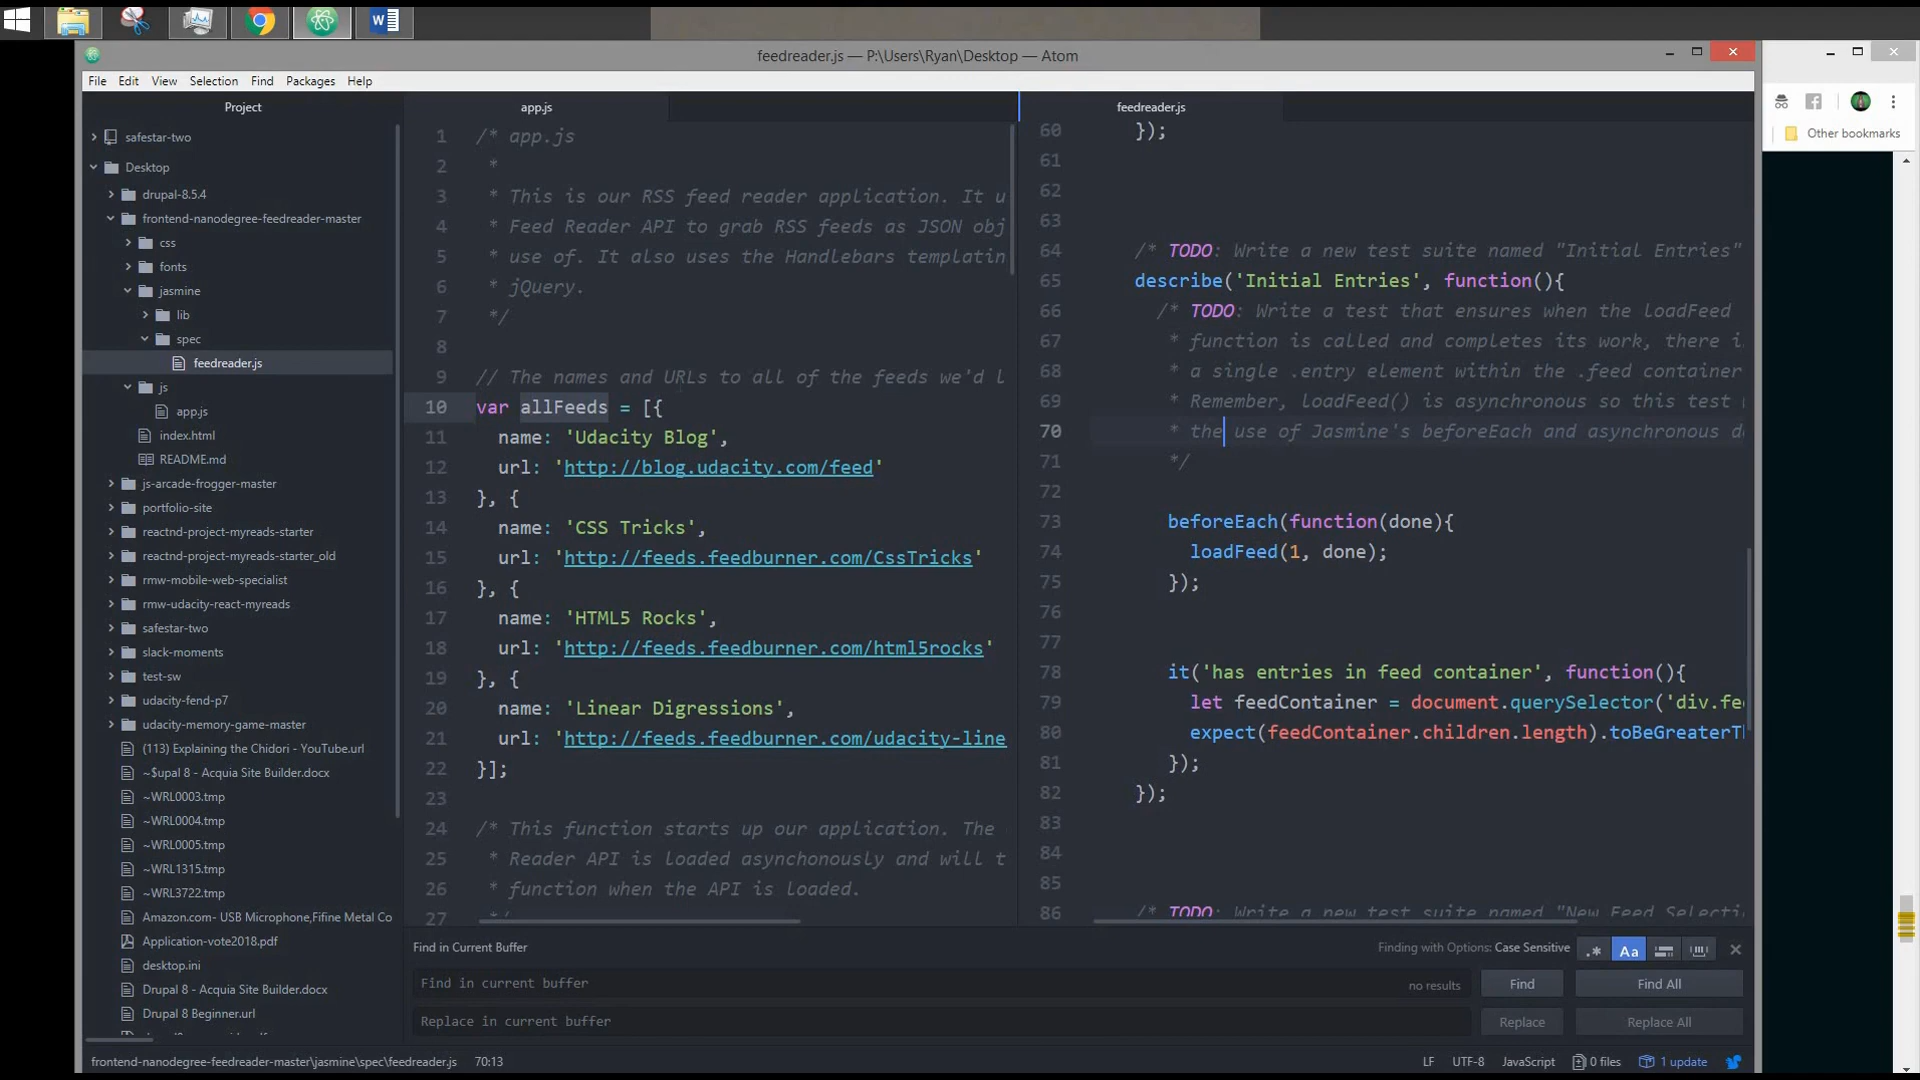 feedreader.js — P:\Users\Ryan\Desktop — Atom
File Edit View Selection Find Packages Help
Other bookmarks
Project
safestar-two
Desktop
drupal-8.5.4
frontend-nanodegree-feedreader-master
css
fonts
jasmine
lib
spec
feedreader.js
js
app.js
index.html
README.md
js-arcade-frogger-master
portfolio-site
reactnd-project-myreads-starter
reactnd-project-myreads-starter_old
rmw-mobile-web-specialist
rmw-udacity-react-myreads
safestar-two
slack-moments
test-sw
udacity-fend-p7
udacity-memory-game-master
(113) Explaining the Chidori - YouTube.url
~$upal 8 - Acquia Site Builder.docx
~WRL0003.tmp
~WRL0004.tmp
~WRL0005.tmp
~WRL1315.tmp
~WRL3722.tmp
Amazon.com- USB Microphone,Fifine Metal Co
Application-vote2018.pdf
desktop.ini
Drupal 8 - Acquia Site Builder.docx
Drupal 8 Beginner.url
app.js
1 /* app.js
2 *
3 * This is our RSS feed reader application. It u
4 * Feed Reader API to grab RSS feeds as JSON obj
5 * use of. It also uses the Handlebars templatin
6 * jQuery.
7 */
8
9 // The names and URLs to all of the feeds we'd l
10 var allFeeds = [{
11 name: 'Udacity Blog',
12 url: 'http://blog.udacity.com/feed'
13 }, {
14 name: 'CSS Tricks',
15 url: 'http://feeds.feedburner.com/CssTricks'
16 }, {
17 name: 'HTML5 Rocks',
18 url: 'http://feeds.feedburner.com/html5rocks'
19 }, {
20 name: 'Linear Digressions',
21 url: 'http://feeds.feedburner.com/udacity-line
22 }];
23
24 /* This function starts up our application. The
25 * Reader API is loaded asynchonously and will t
26 * function when the API is loaded.
27 */
feedreader.js
60 });
61
62
63
64 /* TODO: Write a new test suite named "Initial Entries"
65 describe('Initial Entries', function(){
66 /* TODO: Write a test that ensures when the loadFeed
67 * function is called and completes its work, there i
68 * a single .entry element within the .feed container
69 * Remember, loadFeed() is asynchronous so this test
70 * the use of Jasmine's beforeEach and asynchronous d
71 */
72
73 beforeEach(function(done){
74 loadFeed(1, done);
75 });
76
77
78 it('has entries in feed container', function(){
79 let feedContainer = document.querySelector('div.fe
80 expect(feedContainer.children.length).toBeGreaterT
81 });
82 });
83
84
85
86 /* TODO: Write a new test suite named "New Feed Selecti
Find in Current Buffer
Finding with Options: Case Sensitive
.* Aa
Find in current buffer
no results
Find
Find All
Replace in current buffer
Replace
Replace All
frontend-nanodegree-feedreader-master\jasmine\spec\feedreader.js 70:13
LF UTF-8 JavaScript 0 files 1 update